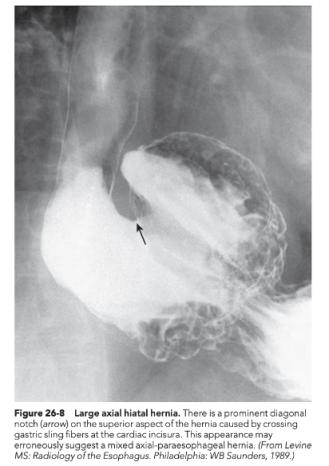 Figure 26-8 Large axial hiatal hernia. There is a prominent diagonal
notch (arrow) on the superior aspect of the hernia caused by crossing
gastric sling fibers at the cardiac incisura. This appearance may
erroneously suggest a mixed axial-paraesophageal hernia. (From Levine
MS: Radiology of the Esophagus. Philadelphia: WB Saunders, 1989.)